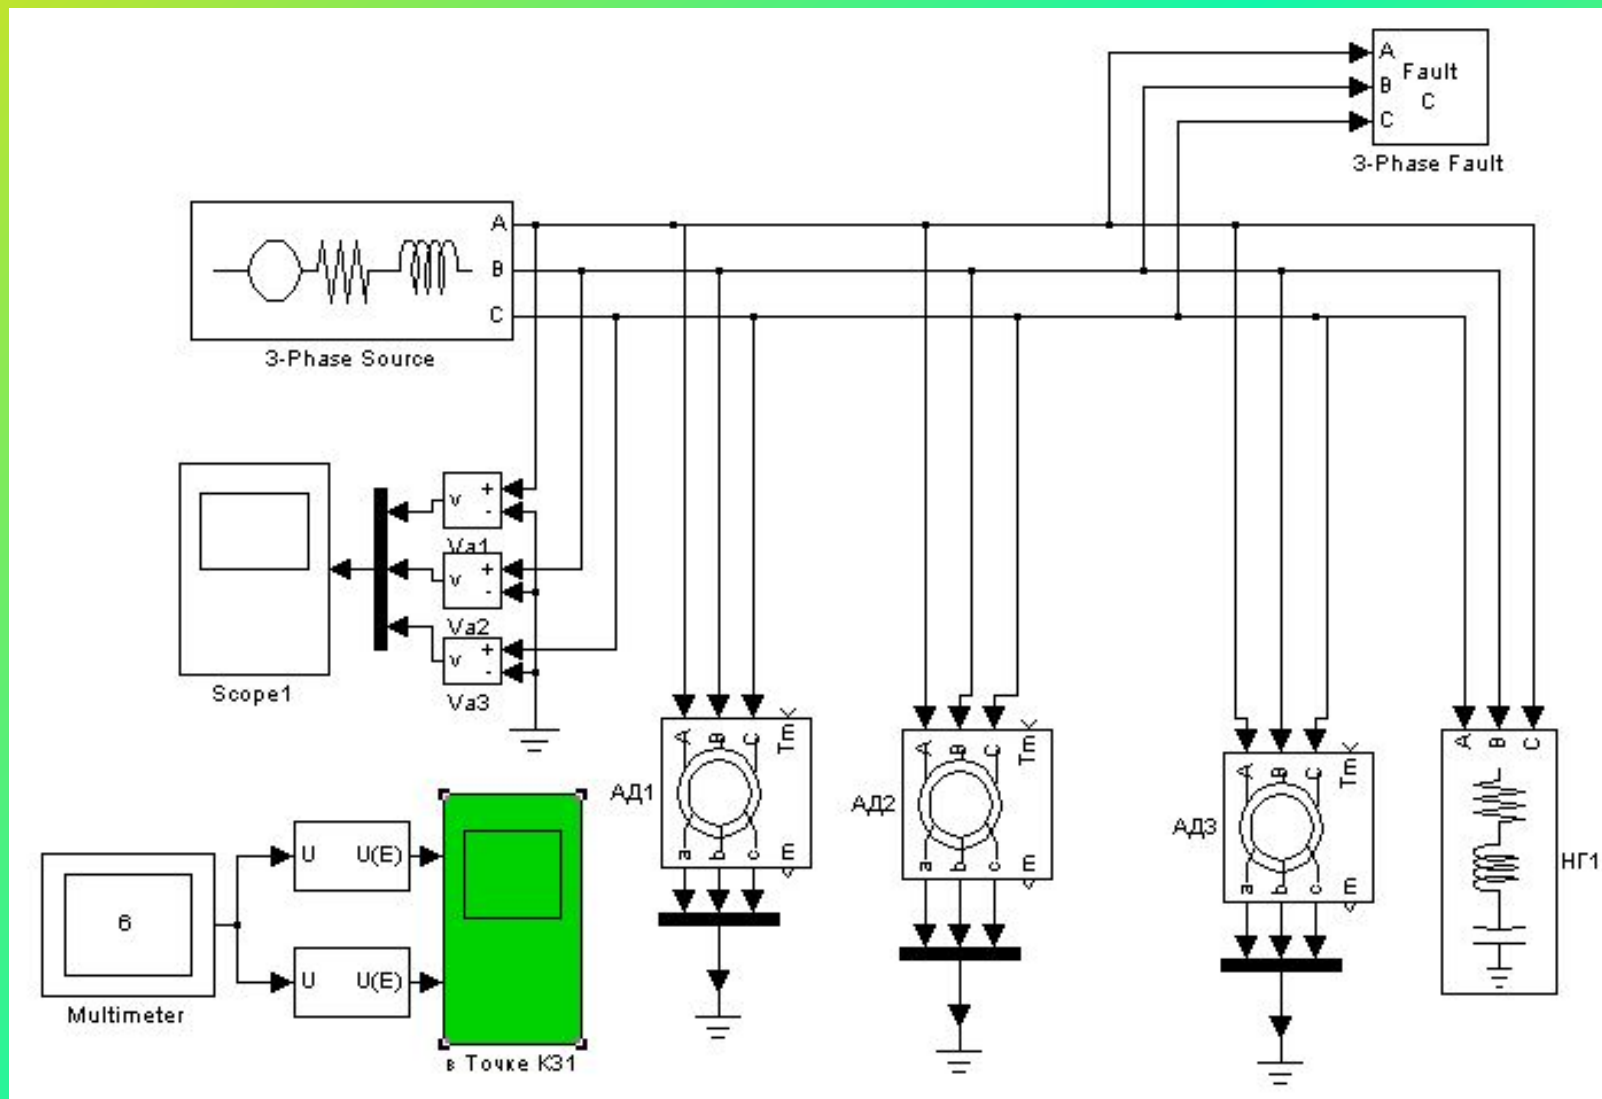 A
B
C
Fault
C
3-Phase Fault
A
B
C
3-Phase Source
v
+
-
Va1
v
+
-
Va2
v
+
-
Va3
Scope1
A
B
C
Tm
a
b
c
m
АД1
A
B
C
Tm
a
b
c
m
АД2
A
B
C
Tm
a
b
c
m
АД3
A
B
C
НГ1
6
Multimeter
U
U(E)
U
U(E)
в Точке КЗ1